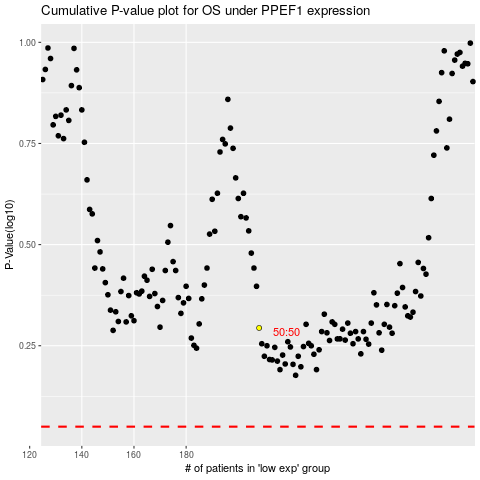 Cumulative P-value plot for OS under PPEF1 expression
1.00
0.75
0.50
0.25
P-Value(log10)
50:50
120 140 160 180
# of patients in 'low exp' group